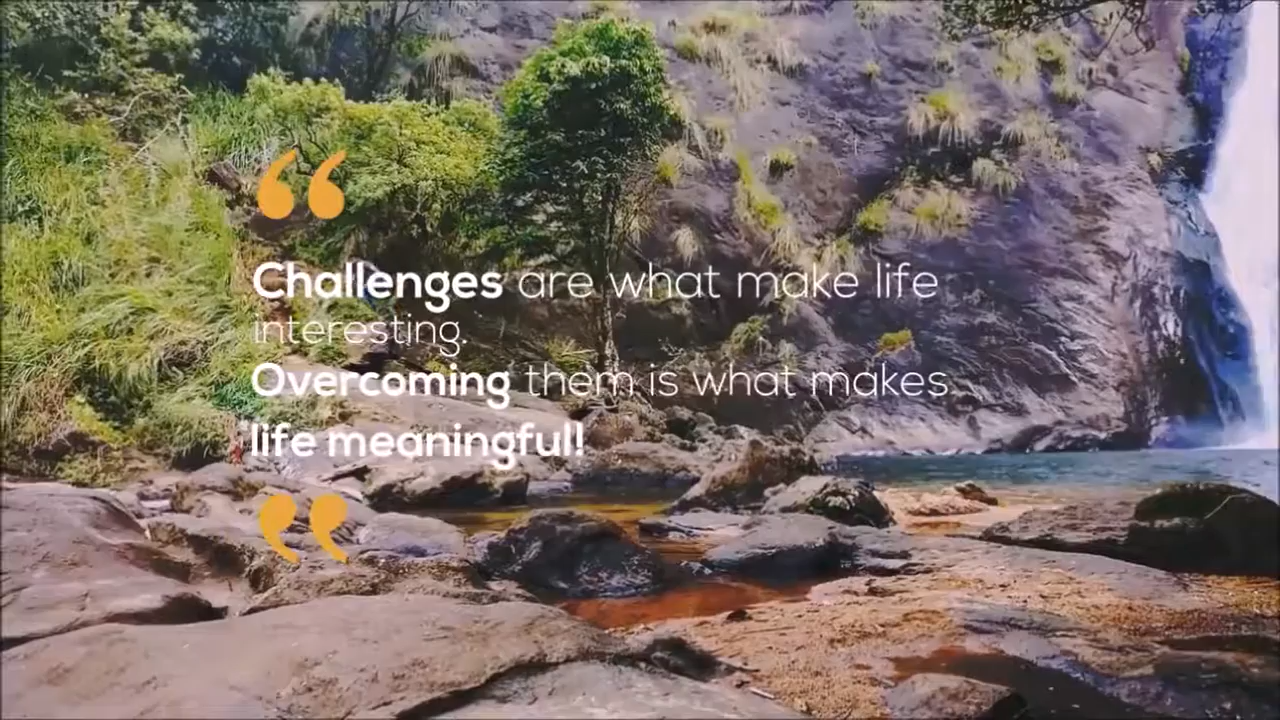 “
Challenges are what make life
interesting.
Overcoming them is what makes
life meaningful!
”